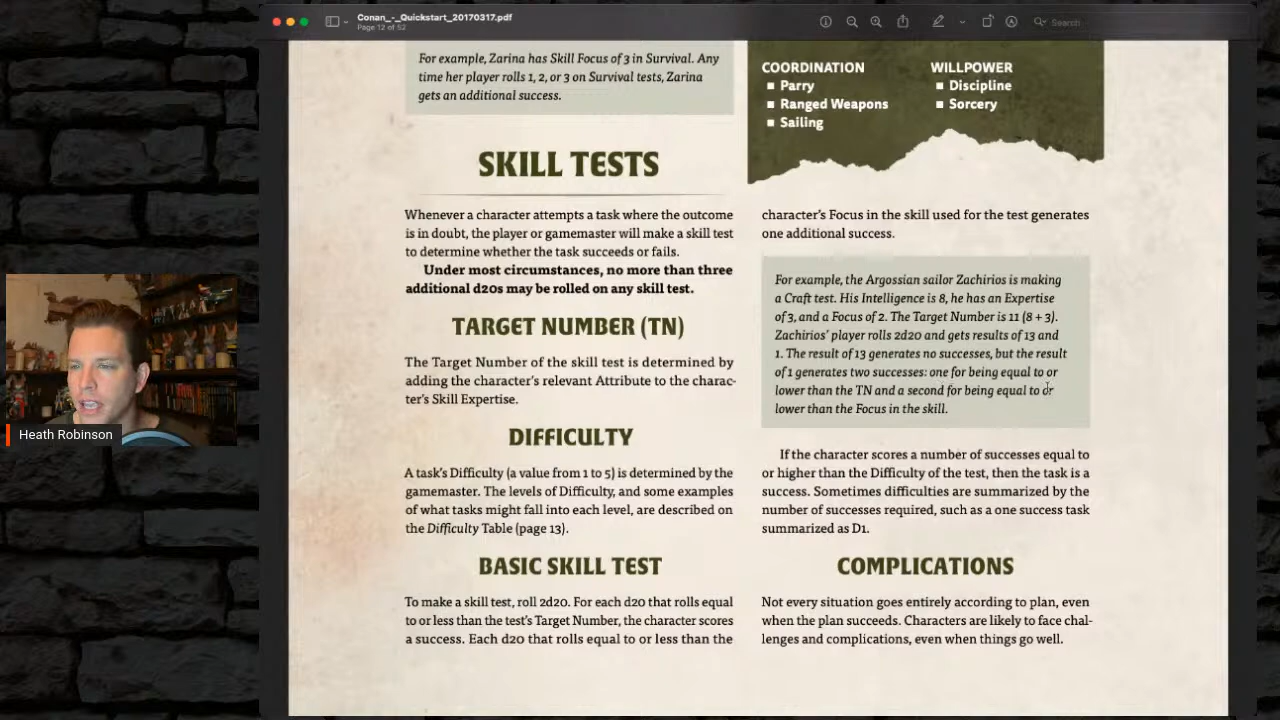 Conan_-_Quickstart_20170317.pdf
Page 12 of 52
Search
For example, Zarina has Skill Focus of 3 in Survival. Any
time her player rolls 1, 2, or 3 on Survival tests, Zarina
gets an additional success.
SKILL TESTS
Whenever a character attempts a task where the outcome
is in doubt, the player or gamemaster will make a skill test
to determine whether the task succeeds or fails.
Under most circumstances, no more than three
additional d20s may be rolled on any skill test.
TARGET NUMBER (TN)
The Target Number of the skill test is determined by
adding the character's relevant Attribute to the charac-
ter's Skill Expertise.
DIFFICULTY
A task's Difficulty (a value from 1 to 5) is determined by the
gamemaster. The levels of Difficulty, and some examples
of what tasks might fall into each level, are described on
the Difficulty Table (page 13).
BASIC SKILL TEST
To make a skill test, roll 2d20. For each d20 that rolls equal
to or less than the test's Target Number, the character scores
a success. Each d20 that rolls equal to or less than the
COORDINATION
■ Parry
■ Ranged Weapons
■ Sailing
WILLPOWER
■ Discipline
■ Sorcery
character's Focus in the skill used for the test generates
one additional success.
For example, the Argossian sailor Zachirios is making
a Craft test. His Intelligence is 8, he has an Expertise
of 3, and a Focus of 2. The Target Number is 11 (8 + 3).
Zachirios' player rolls 2d20 and gets results of 13 and
1. The result of 13 generates no successes, but the result
of 1 generates two successes: one for being equal to or
lower than the TN and a second for being equal to or
lower than the Focus in the skill.
If the character scores a number of successes equal to
or higher than the Difficulty of the test, then the task is a
success. Sometimes difficulties are summarized by the
number of successes required, such as a one success task
summarized as D1.
COMPLICATIONS
Not every situation goes entirely according to plan, even
when the plan succeeds. Characters are likely to face chal-
lenges and complications, even when things go well.
Heath Robinson